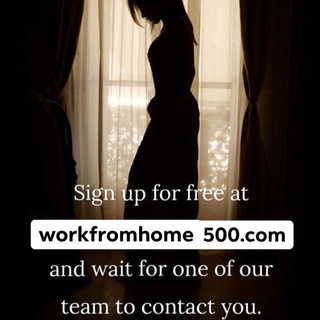 Sign up for free at
workfromhome 500.com
and wait for one of our
team to contact you.